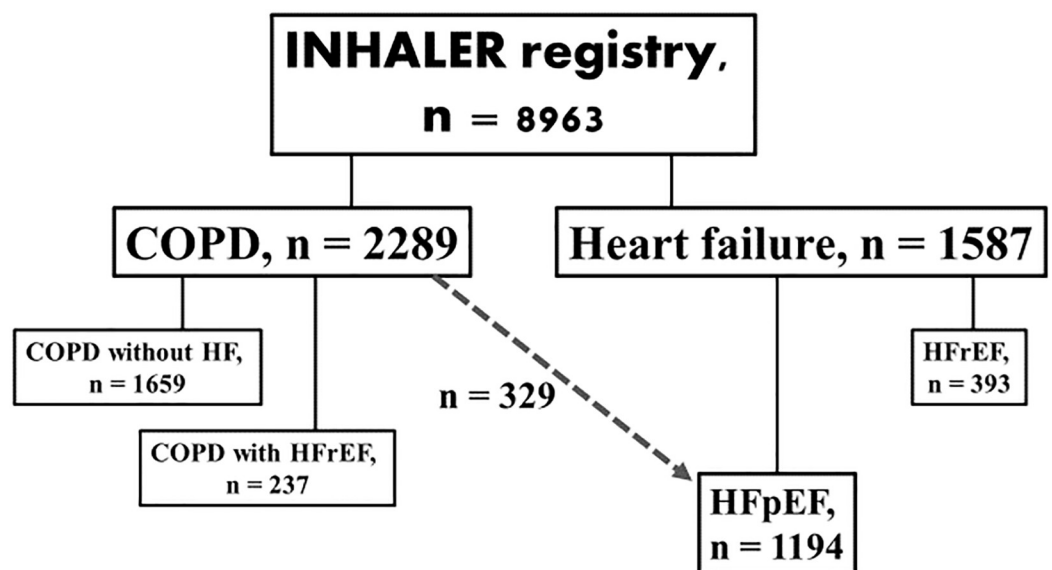 INHALER registry,
n = 8963
COPD, n = 2289
Heart failure, n = 1587
COPD without HF,
n = 1659
HFrEF,
n = 393
n = 329
COPD with HFrEF,
n = 237
HFpEF,
n = 1194